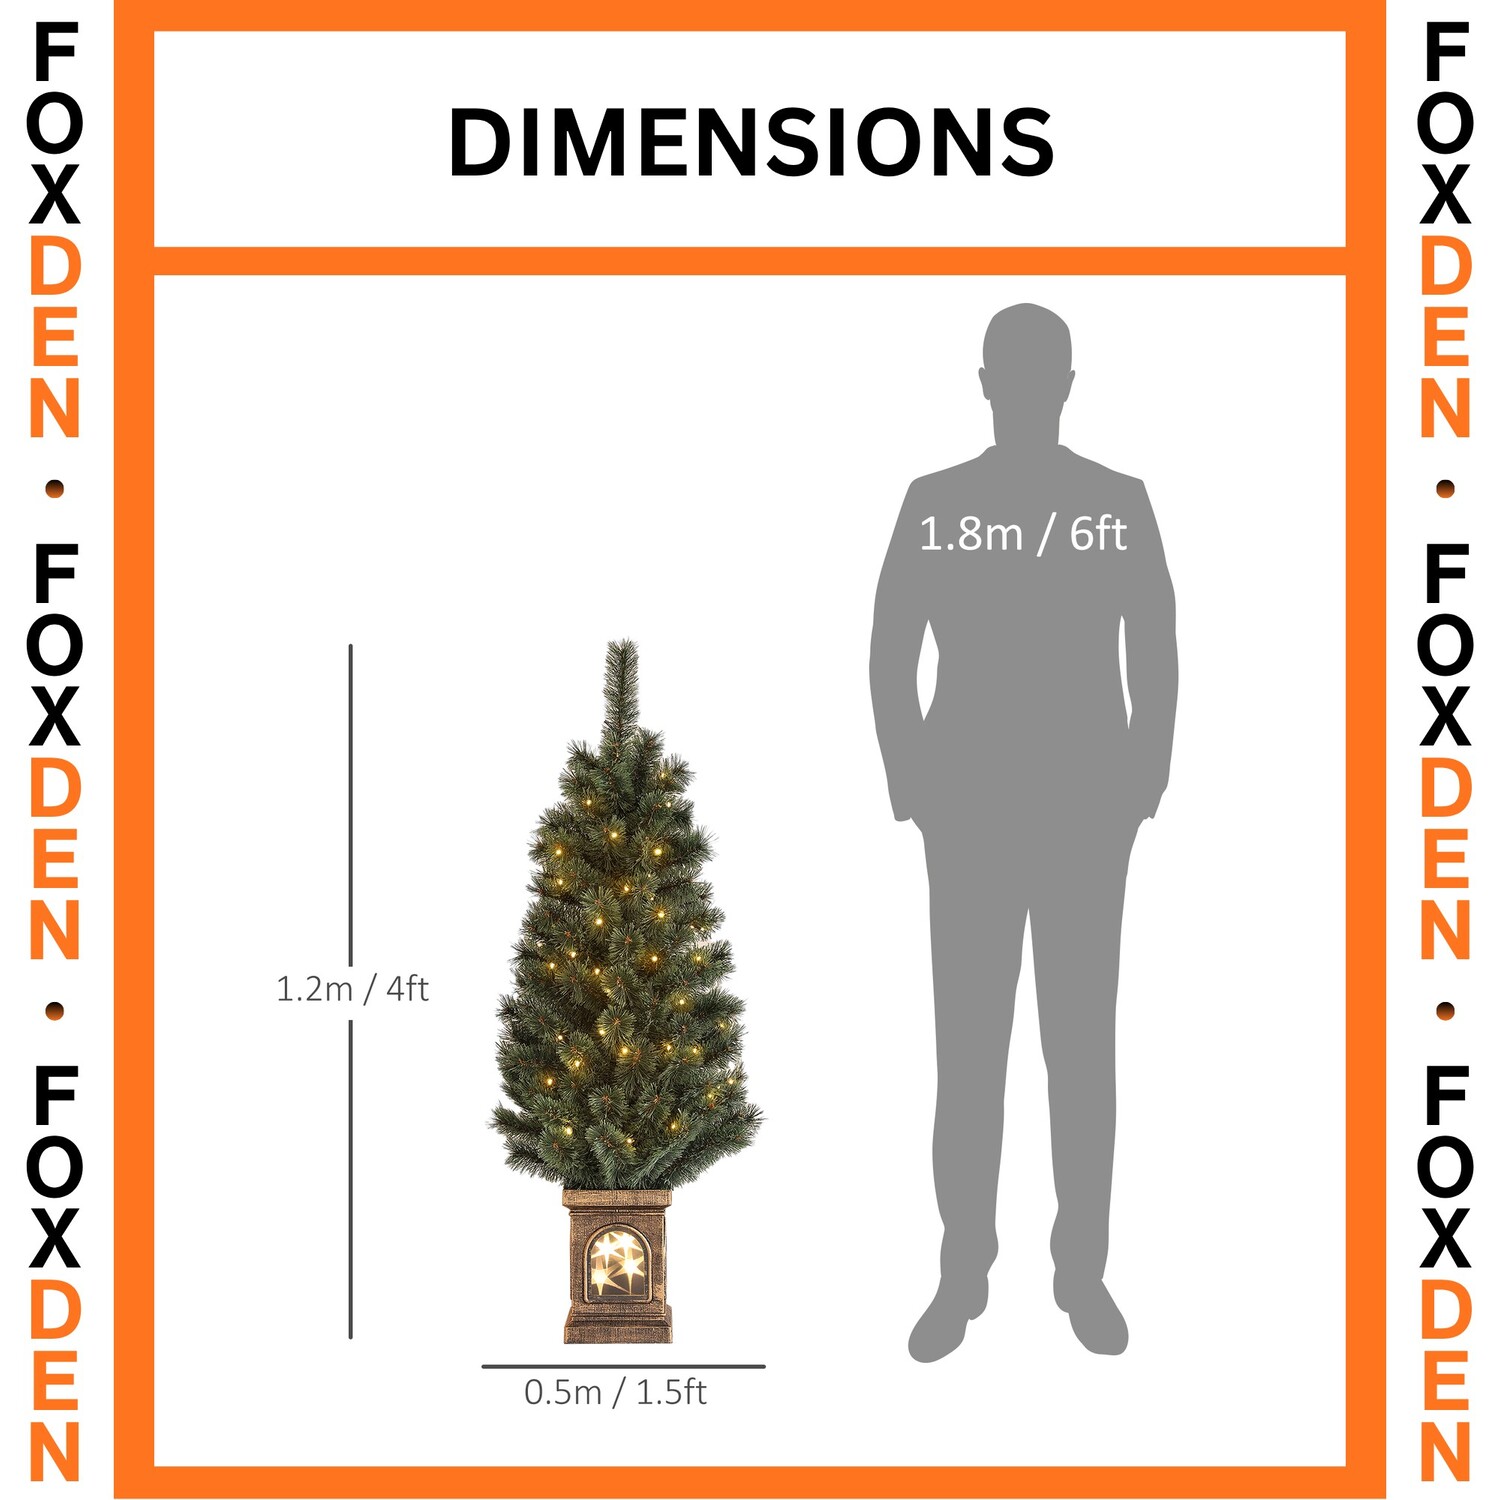 FOXDEN • FOXDEN • FOXDEN
DIMENSIONS
1.8m / 6ft
1.2m / 4ft
0.5m / 1.5ft
FOXDEN • FOXDEN • FOXDEN